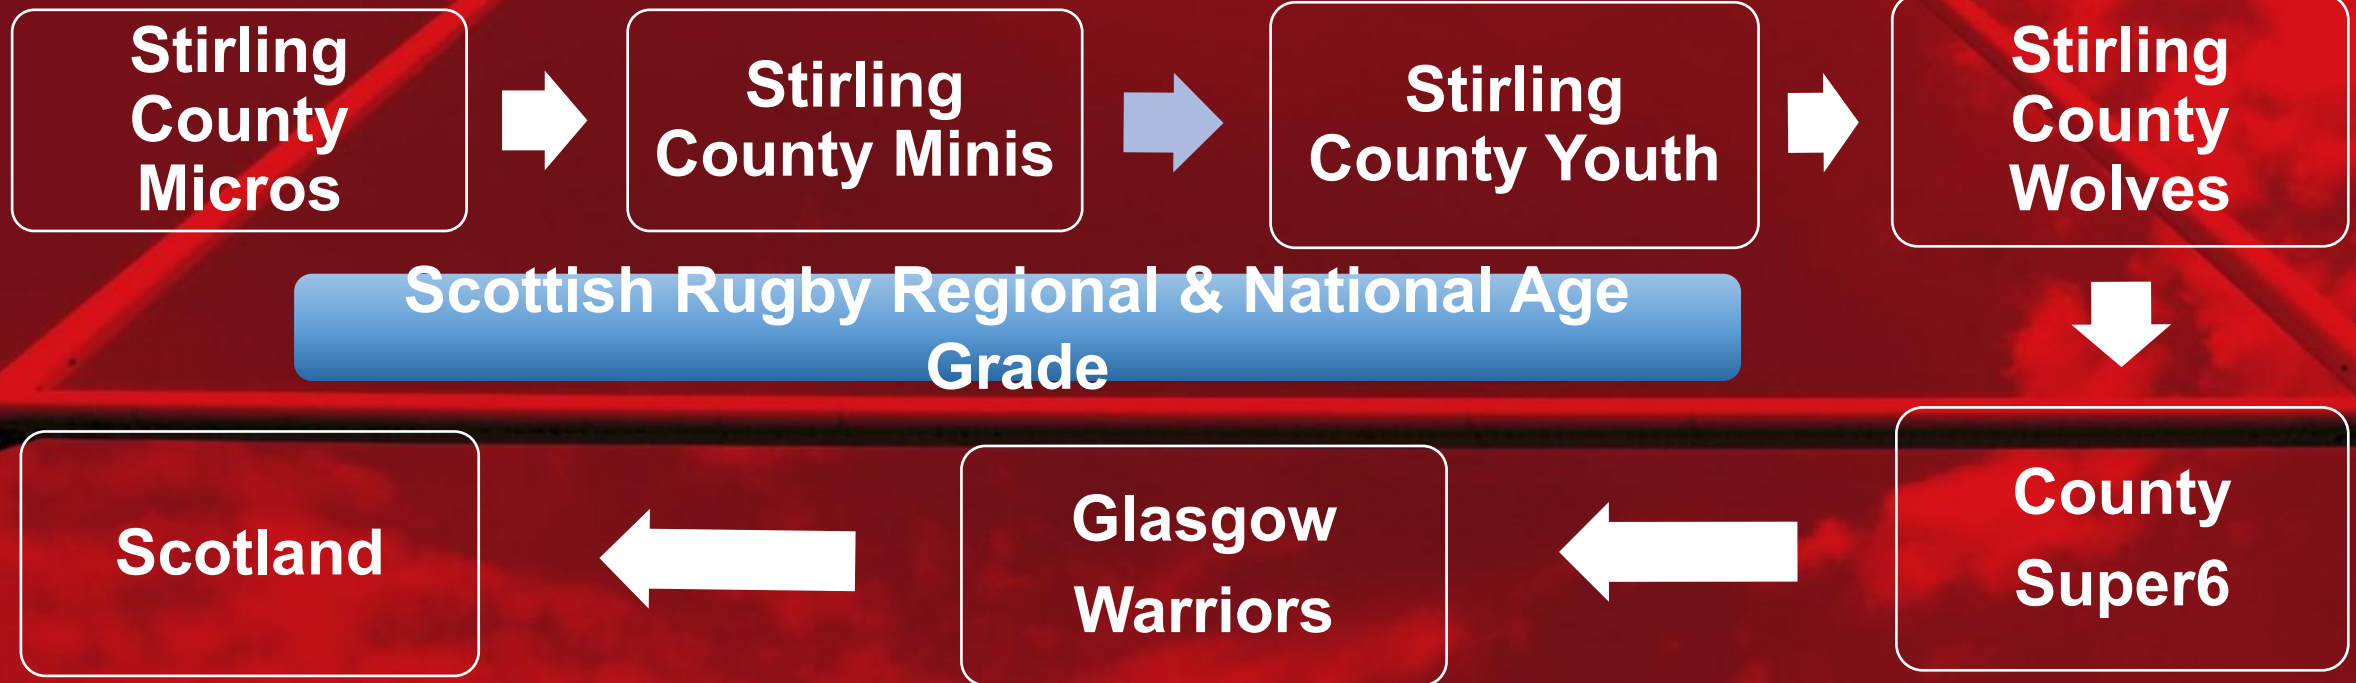 Stirling
County
Micros
Stirling
County Minis
Stirling
County Youth
Stirling
County
Wolves
Scottish Rugby Regional & National Age
Grade
Scotland
Glasgow
Warriors
County
Super6